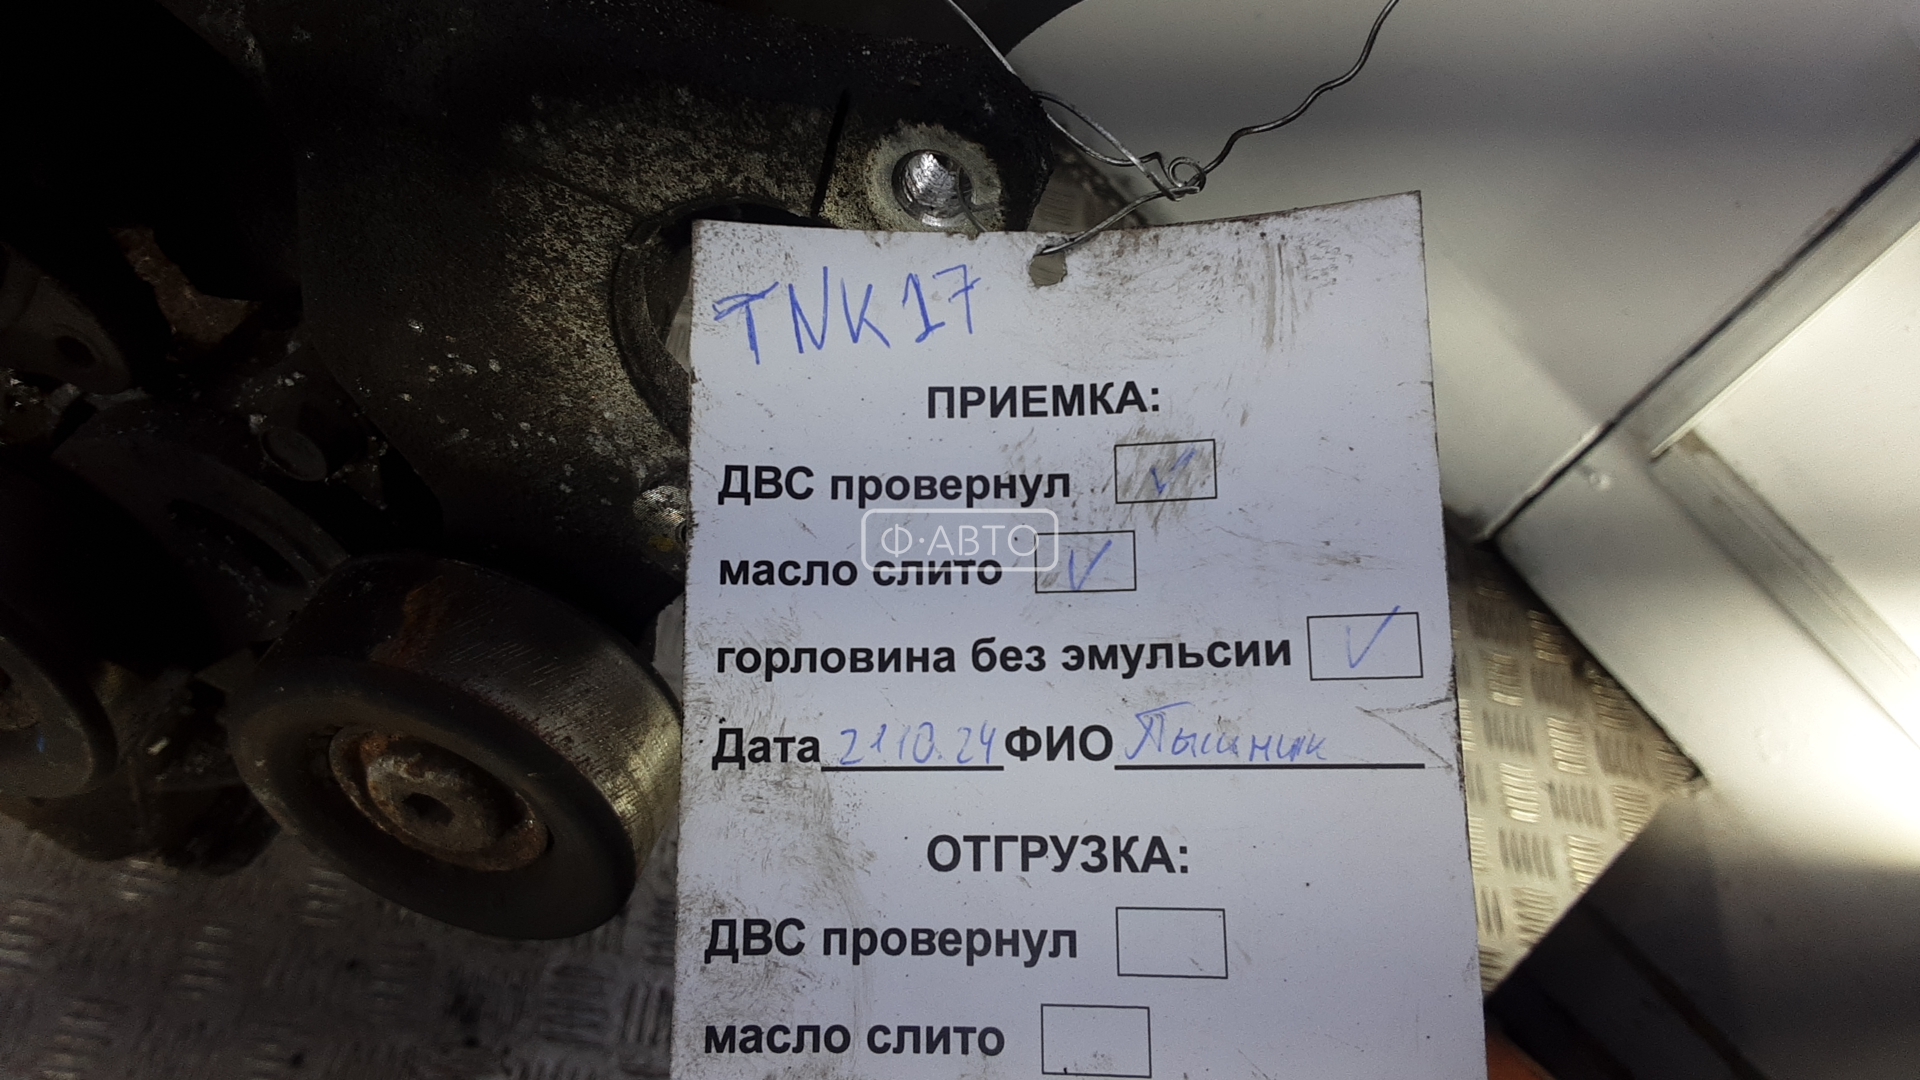 TNK17
ПРИЕМКА:
ДВС провернул
Ф·АВТО
масло слито
горловина без эмульсии
Дата 21.10.24 ФИО
ОТГРУЗКА:
ДВС провернул
масло слито